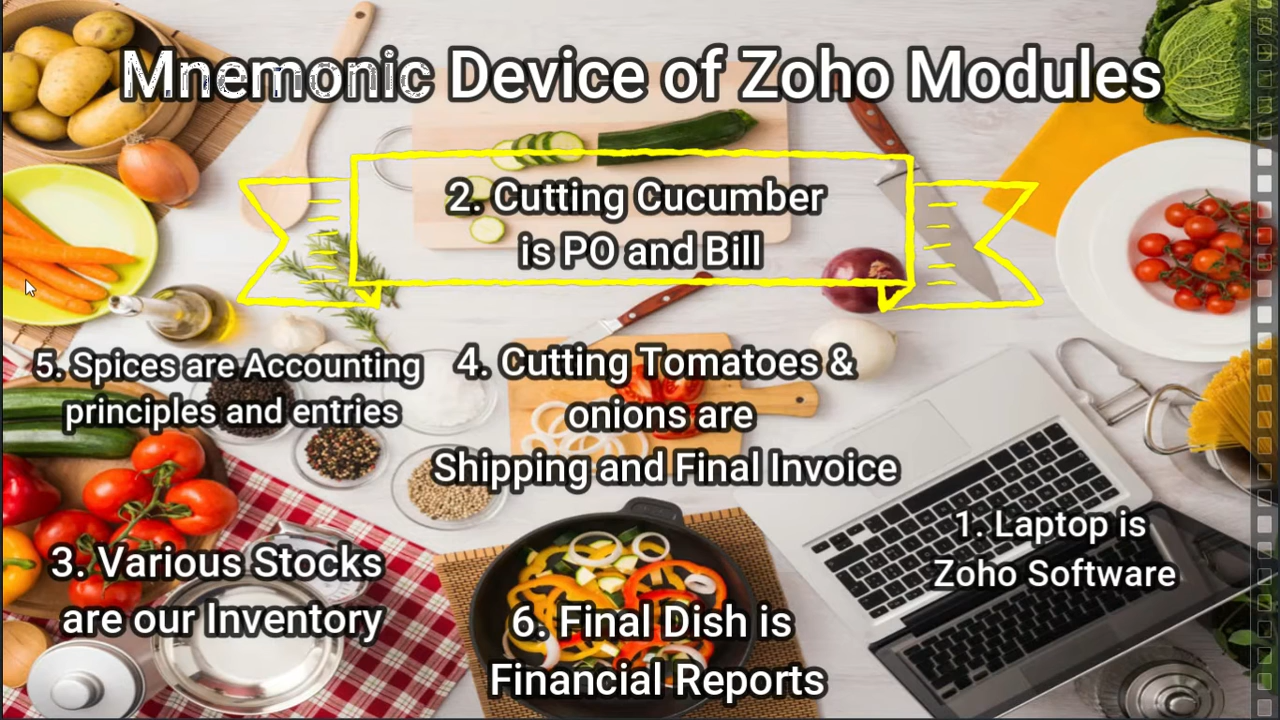 Mnemonic Device of Zoho Modules
2. Cutting Cucumber
is PO and Bill
5. Spices are Accounting
principles and entries
4. Cutting Tomatoes &
onions are
Shipping and Final Invoice
1. Laptop is
Zoho Software
3. Various Stocks
are our Inventory
6. Final Dish is
Financial Reports